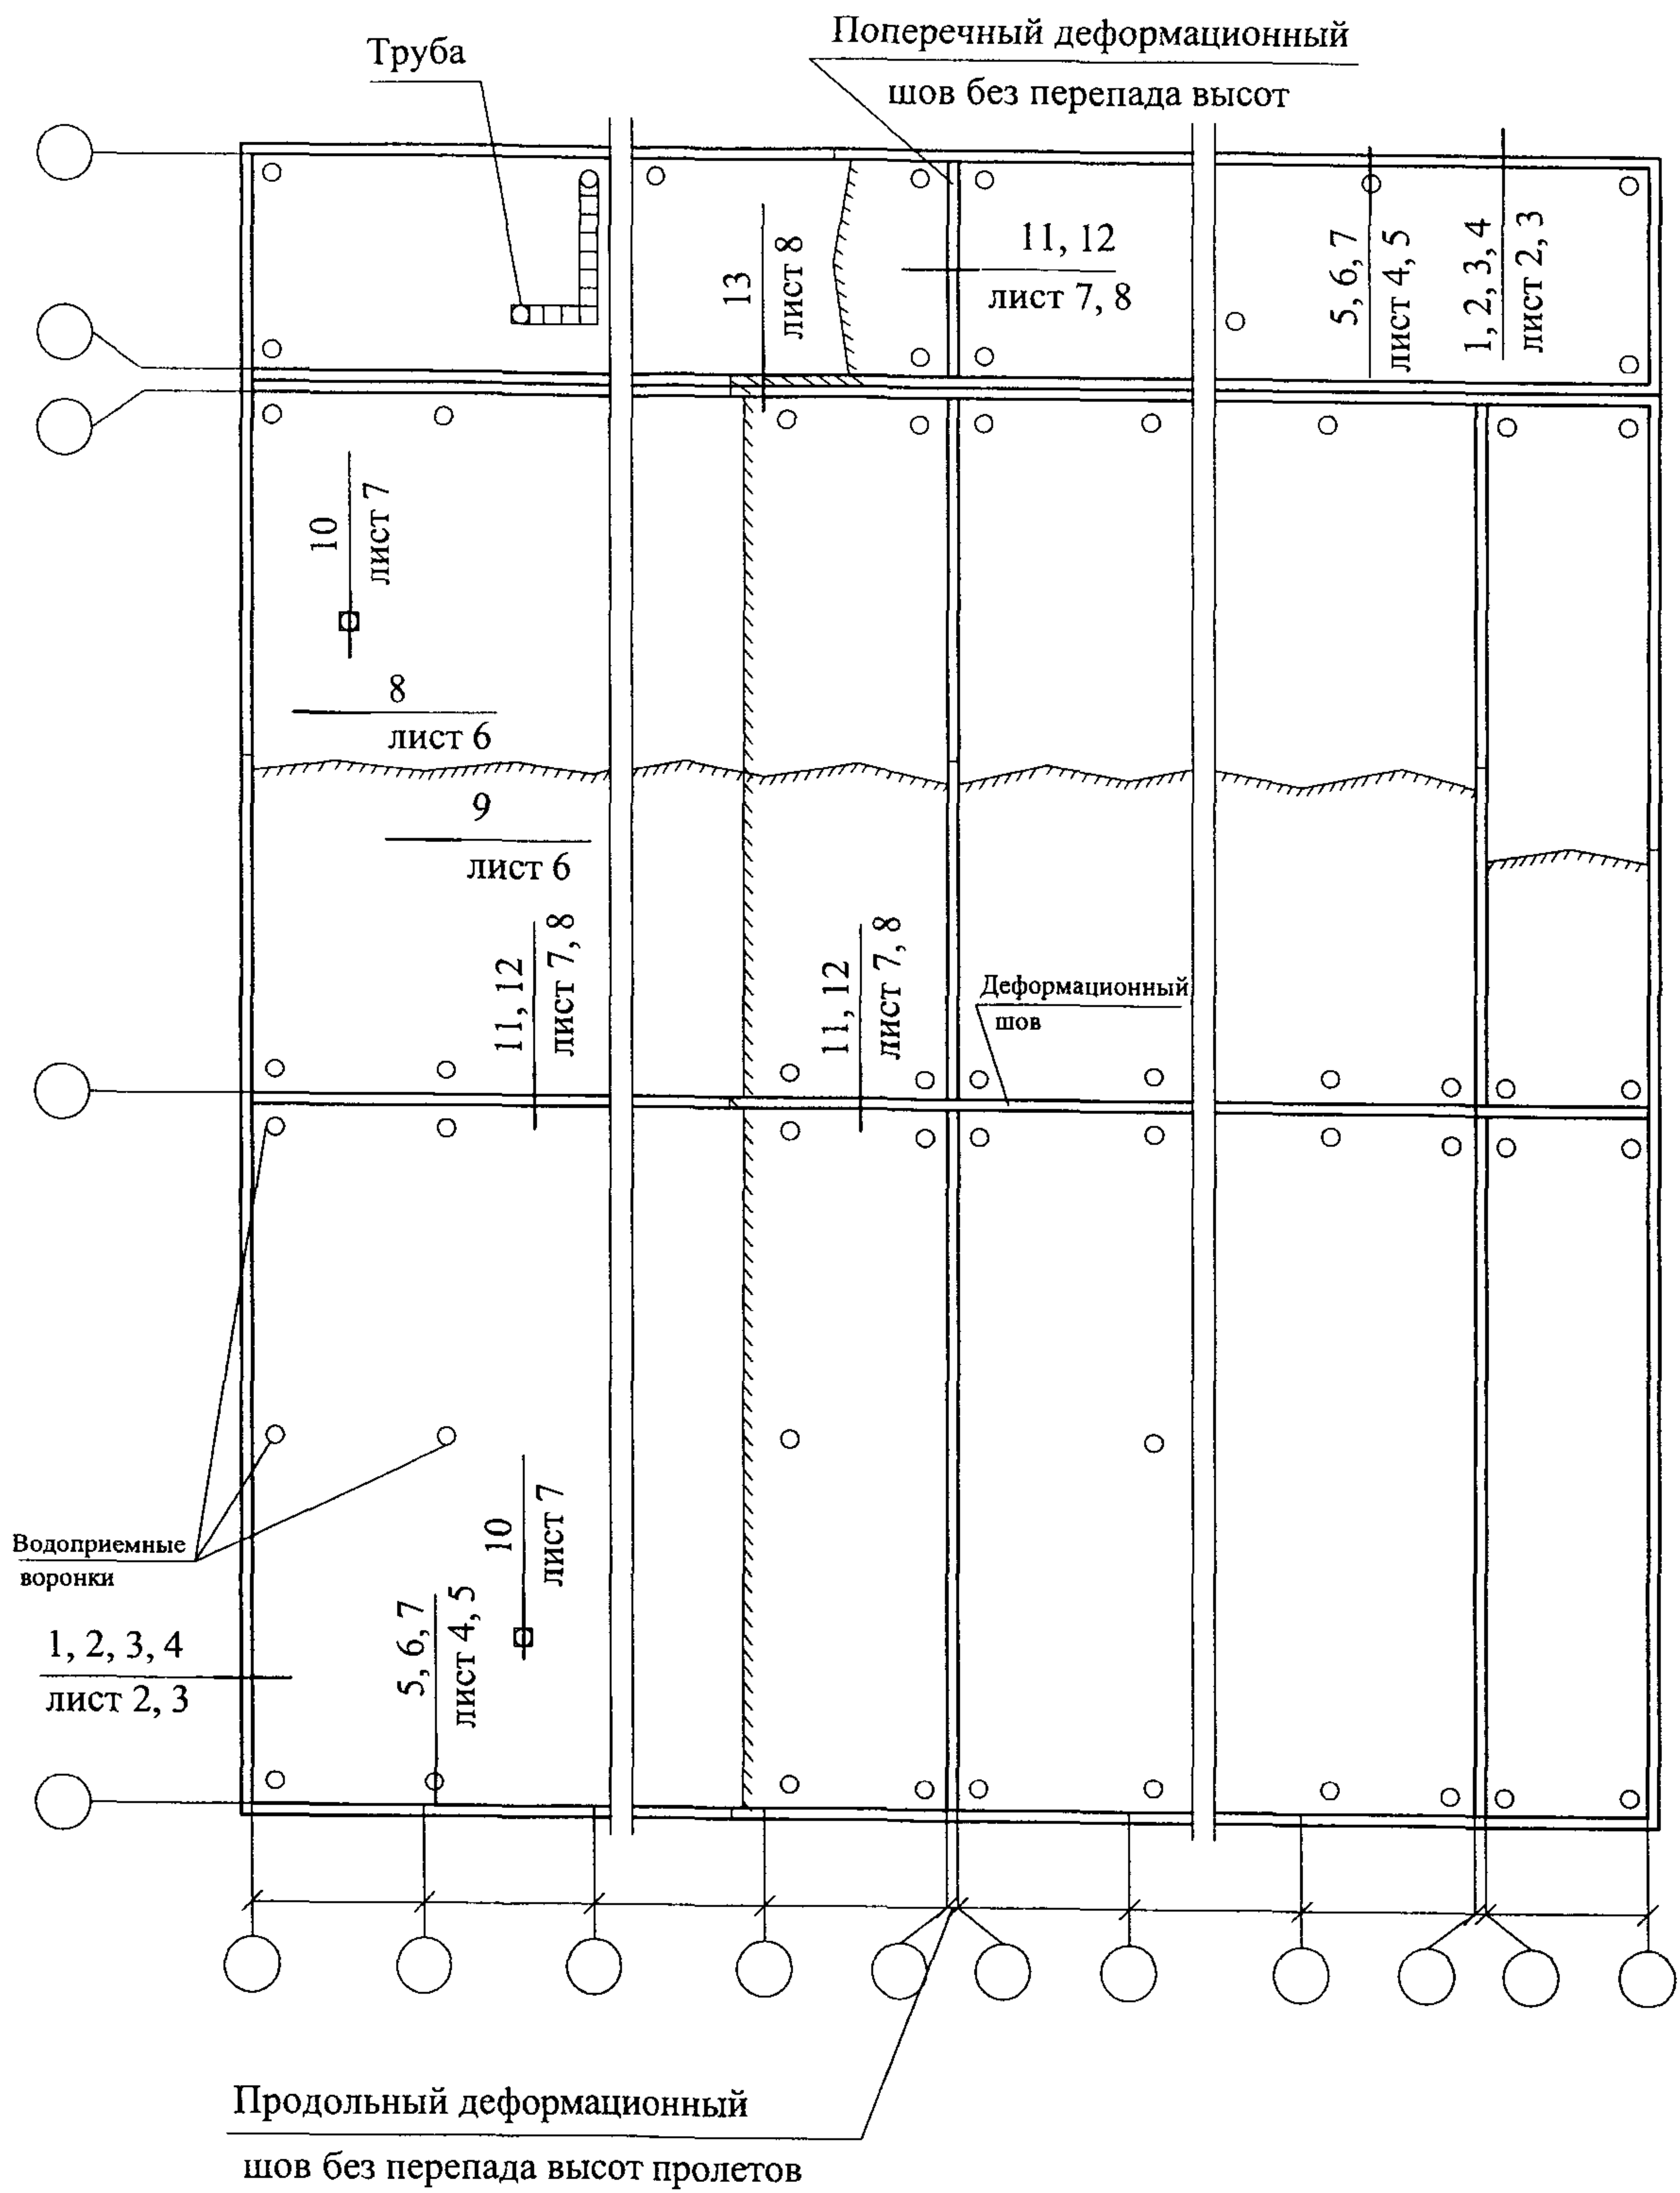 Поперечный деформационный
шов без перепада высот
Труба
11, 12
лист 7, 8
13
лист 8
5, 6, 7
лист 4, 5
1, 2, 3, 4
лист 2, 3
10
лист 7
8
лист 6
9
лист 6
11, 12
лист 7, 8
11, 12
лист 7, 8
Деформационный
шов
Водоприемные
воронки
10
лист 7
5, 6, 7
лист 4, 5
1, 2, 3, 4
лист 2, 3
Продольный деформационный
шов без перепада высот пролетов